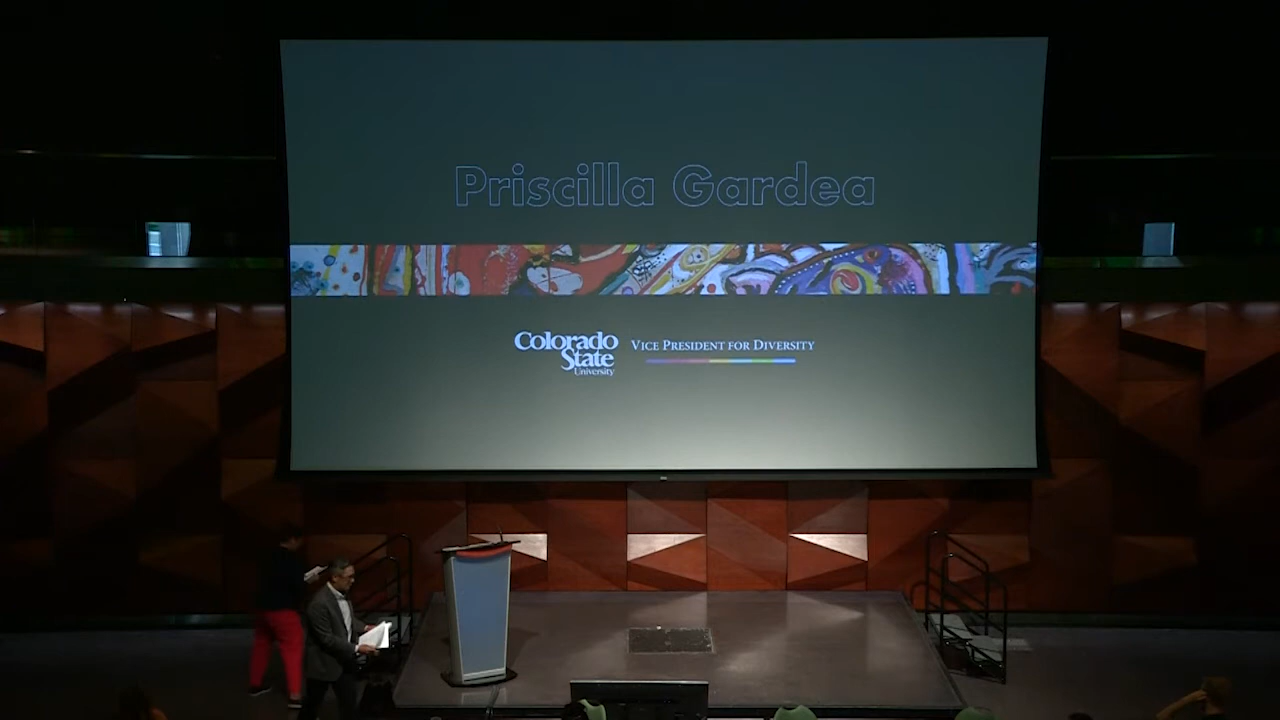 Priscilla Gardea
Colorado
State
University
VICE PRESIDENT FOR DIVERSITY